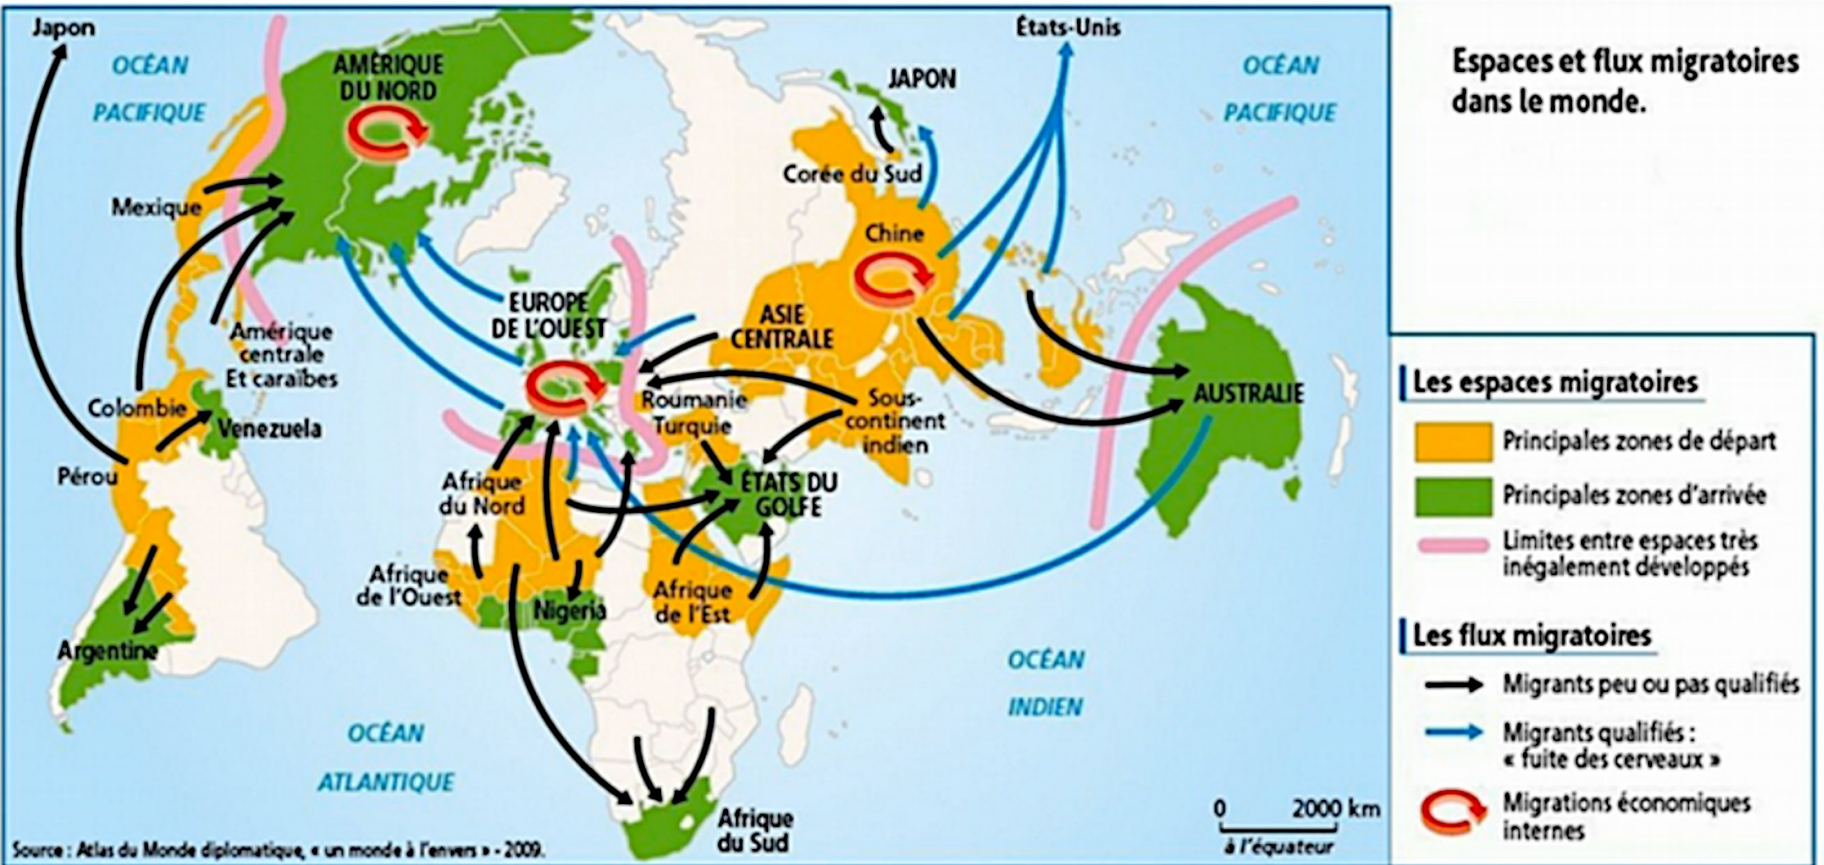 Japon
OCÉAN
PACIFIQUE
AMÉRIQUE
DU NORD
États-Unis
OCÉAN
PACIFIQUE
Espaces et flux migratoires
dans le monde.
JAPON
Corée du Sud
Mexique
Chine
EUROPE
DE L'OUEST
ASIE
CENTRALE
Amérique
centrale
Et caraïbes
Colombie
Venezuela
Pérou
Roumanie
Turquie
Sous-
continent
indien
AUSTRALIE
Afrique
du Nord
ÉTATS DU
GOLFE
Afrique
de l'Ouest
Nigeria
Afrique
de l'Est
Argentine
OCÉAN
INDIEN
OCÉAN
ATLANTIQUE
Afrique
du Sud
0 2000 km
à l'équateur
Source : Atlas du Monde diplomatique, « un monde à l'envers » - 2009.
Les espaces migratoires
Principales zones de départ
Principales zones d'arrivée
Limites entre espaces très
inégalement développés
Les flux migratoires
Migrants peu ou pas qualifiés
Migrants qualifiés :
« fuite des cerveaux »
Migrations économiques
internes